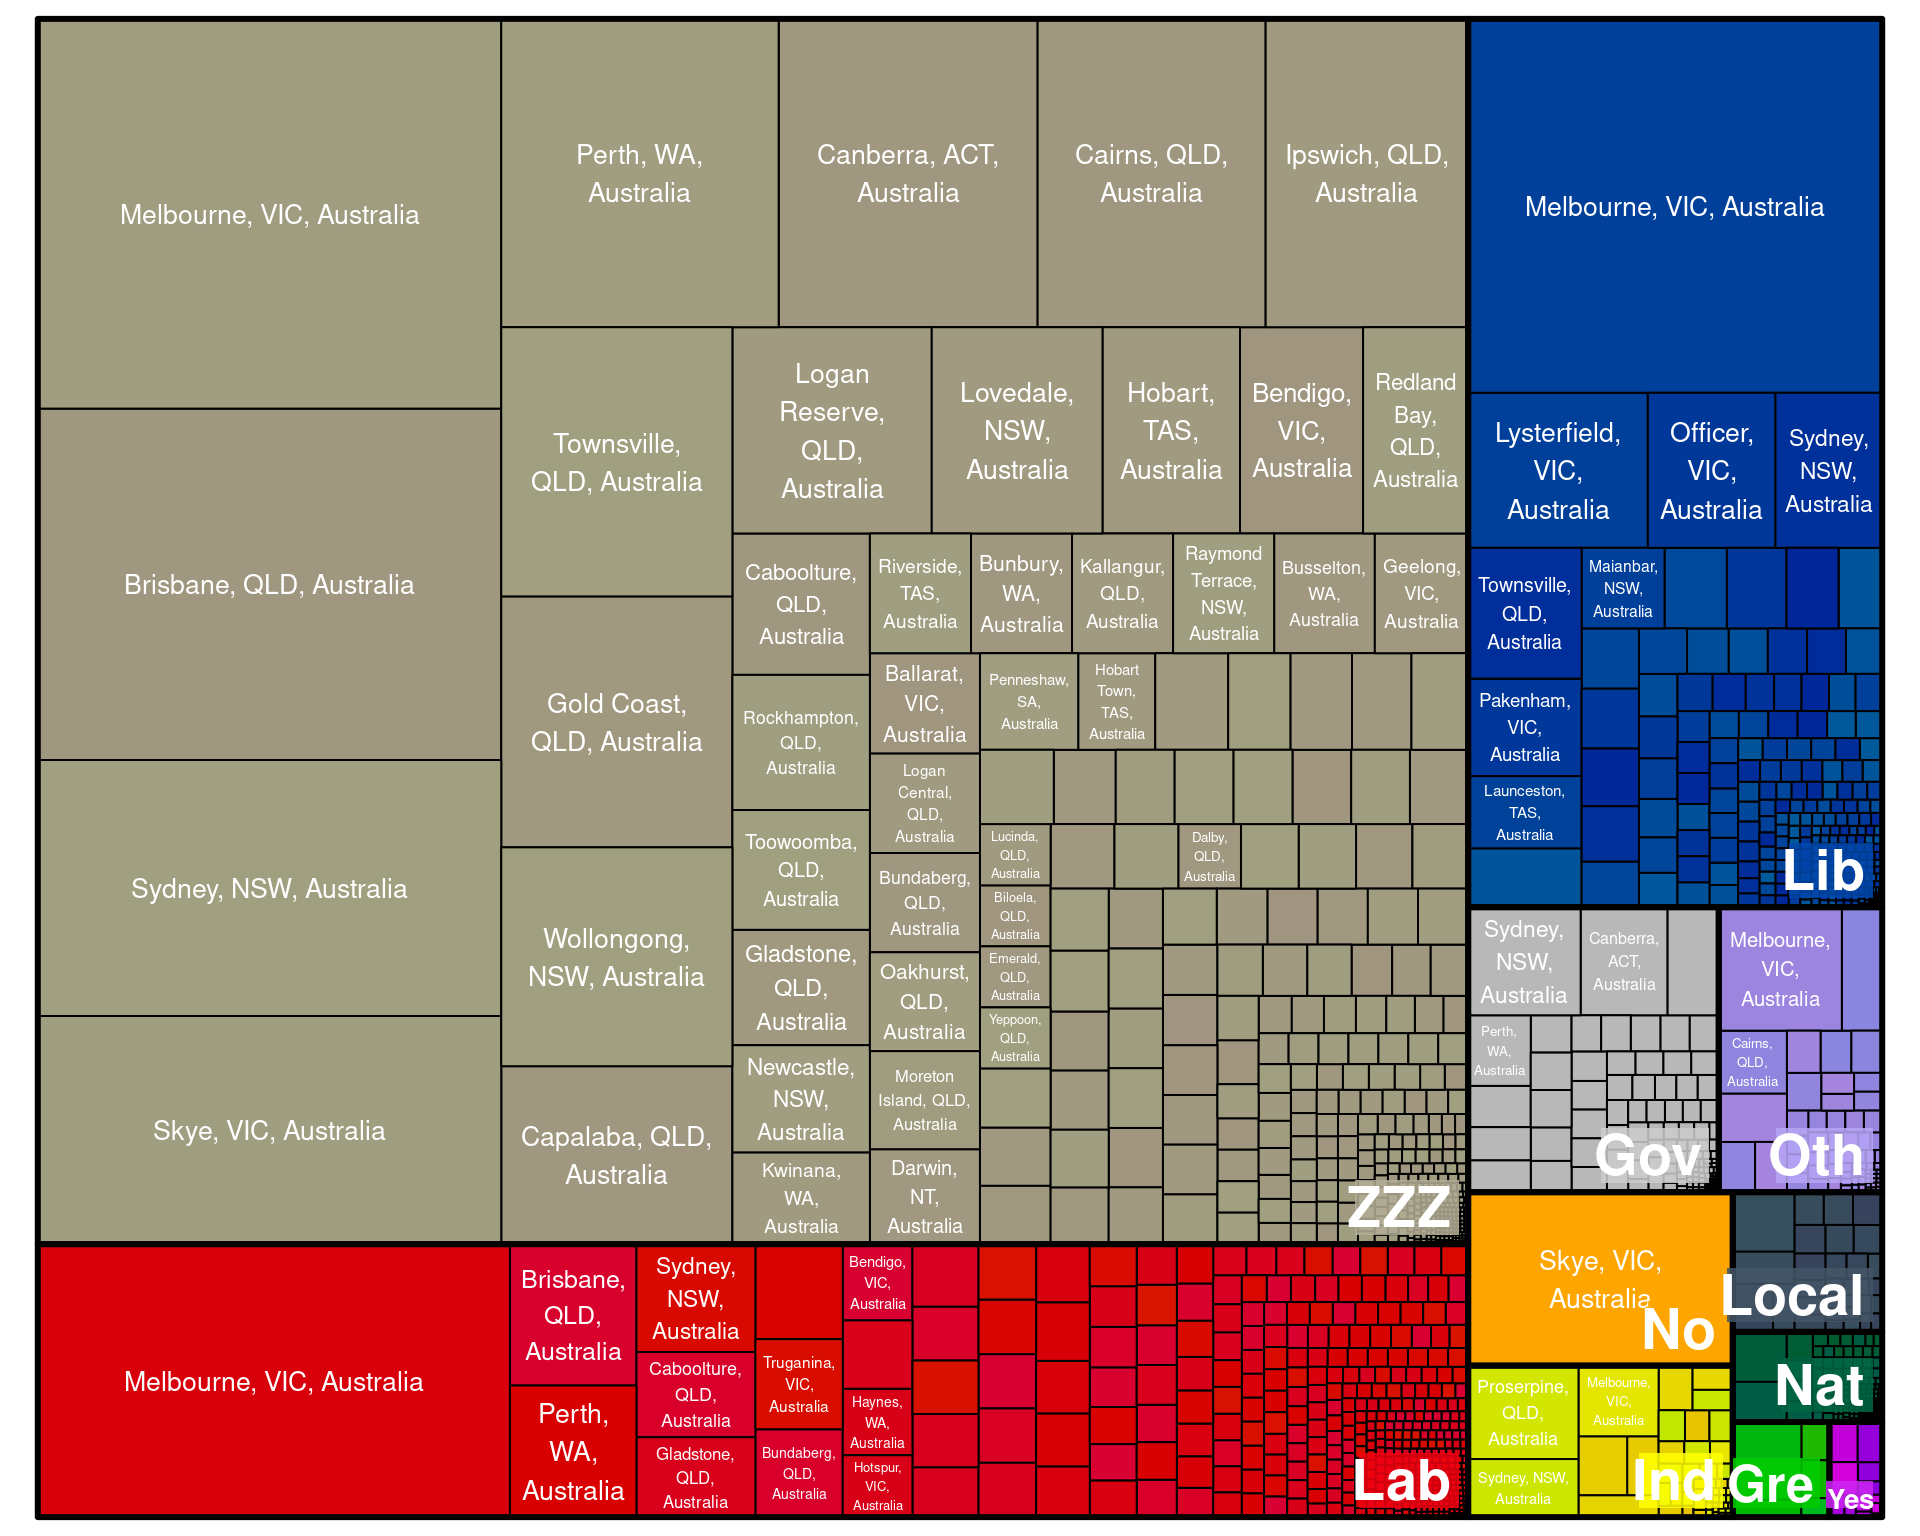 Melbourne, VIC, Australia
Brisbane, QLD, Australia
Sydney, NSW, Australia
Skye, VIC, Australia
Perth, WA,
Australia
Canberra, ACT,
Australia
Cairns, QLD,
Australia
Ipswich, QLD,
Australia
Townsville,
QLD, Australia
Gold Coast,
QLD, Australia
Wollongong,
NSW, Australia
Capalaba, QLD,
Australia
Logan
Reserve,
QLD,
Australia
Lovedale,
NSW,
Australia
Hobart,
TAS,
Australia
Bendigo,
VIC,
Australia
Redland
Bay,
QLD,
Australia
Caboolture,
QLD,
Australia
Rockhampton,
QLD,
Australia
Toowoomba,
QLD,
Australia
Gladstone,
QLD,
Australia
Newcastle,
NSW,
Australia
Kwinana,
WA,
Australia
Riverside,
TAS,
Australia
Bunbury,
WA,
Australia
Kallangur,
QLD,
Australia
Raymond
Terrace,
NSW,
Australia
Busselton,
WA,
Australia
Geelong,
VIC,
Australia
Ballarat,
VIC,
Australia
Logan
Central,
QLD,
Australia
Bundaberg,
QLD,
Australia
Oakhurst,
QLD,
Australia
Moreton
Island, QLD,
Australia
Darwin,
NT,
Australia
Penneshaw,
SA,
Australia
Hobart
Town,
TAS,
Australia
Lucinda,
QLD,
Australia
Dalby,
QLD,
Australia
Biloela,
QLD,
Australia
Emerald,
QLD,
Australia
Yeppoon,
QLD,
Australia
ZZZ
Melbourne, VIC, Australia
Brisbane,
QLD,
Australia
Perth,
WA,
Australia
Sydney,
NSW,
Australia
Caboolture,
QLD,
Australia
Gladstone,
QLD,
Australia
Truganina,
VIC,
Australia
Bundaberg,
QLD,
Australia
Bendigo,
VIC,
Australia
Haynes,
WA,
Australia
Hotspur,
VIC,
Australia
Lab
Melbourne, VIC, Australia
Lysterfield,
VIC,
Australia
Officer,
VIC,
Australia
Sydney,
NSW,
Australia
Townsville,
QLD,
Australia
Maianbar,
NSW,
Australia
Pakenham,
VIC,
Australia
Launceston,
TAS,
Australia
Lib
Sydney,
NSW,
Australia
Canberra,
ACT,
Australia
Perth,
WA,
Australia
Gov
Melbourne,
VIC,
Australia
Cairns,
QLD,
Australia
Oth
Skye, VIC,
Australia
No
Local
Nat
Proserpine,
QLD,
Australia
Melbourne,
VIC,
Australia
Sydney, NSW,
Australia
Ind
Gre
Yes